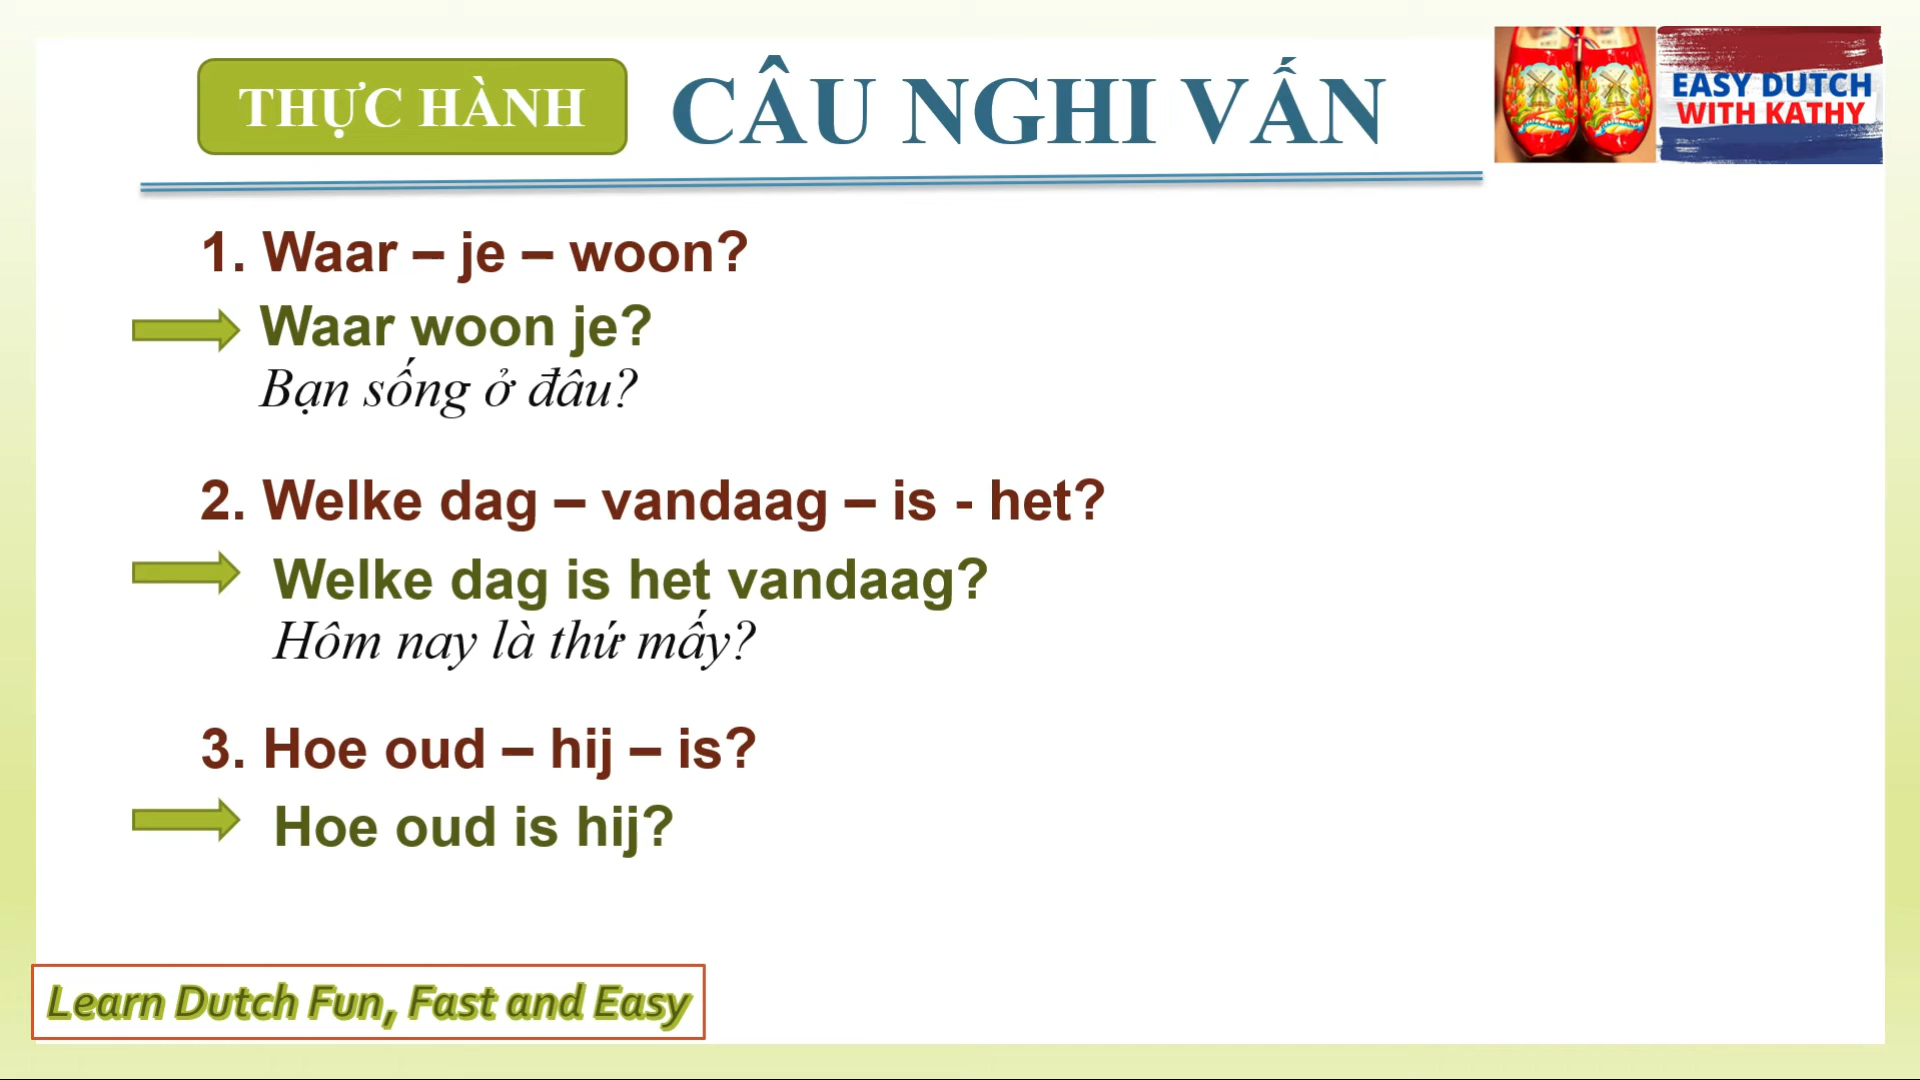 THỰC HÀNH
CÂU NGHI VẤN
EASY DUTCH
WITH KATHY
1. Waar – je – woon?
Waar woon je?
Bạn sống ở đâu?
2. Welke dag – vandaag – is - het?
Welke dag is het vandaag?
Hôm nay là thứ mấy?
3. Hoe oud – hij – is?
Hoe oud is hij?
Learn Dutch Fun, Fast and Easy